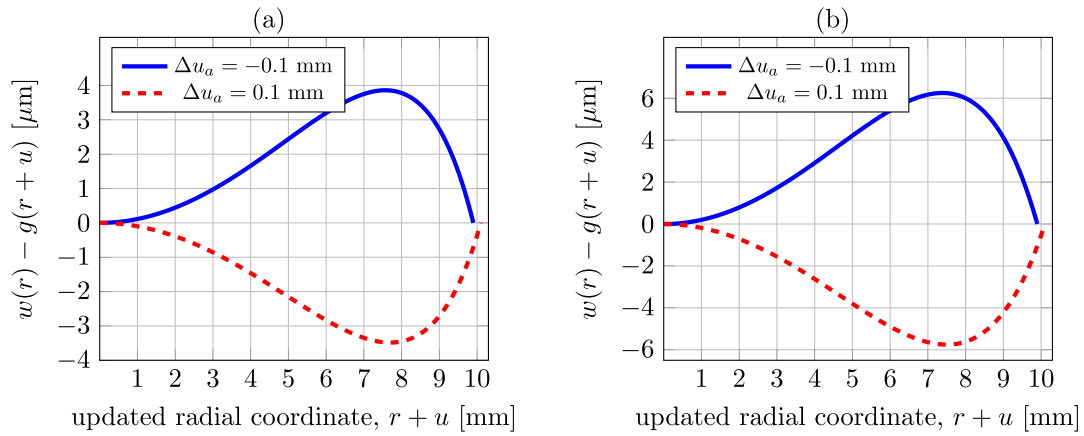 (a)
Δu_a = −0.1 mm
Δu_a = 0.1 mm
w(r) − g(r + u) [μm]
4
3
2
1
0
−1
−2
−3
−4
1 2 3 4 5 6 7 8 9 10
updated radial coordinate, r + u [mm]
(b)
Δu_a = −0.1 mm
Δu_a = 0.1 mm
w(r) − g(r + u) [μm]
6
4
2
0
−2
−4
−6
1 2 3 4 5 6 7 8 9 10
updated radial coordinate, r + u [mm]